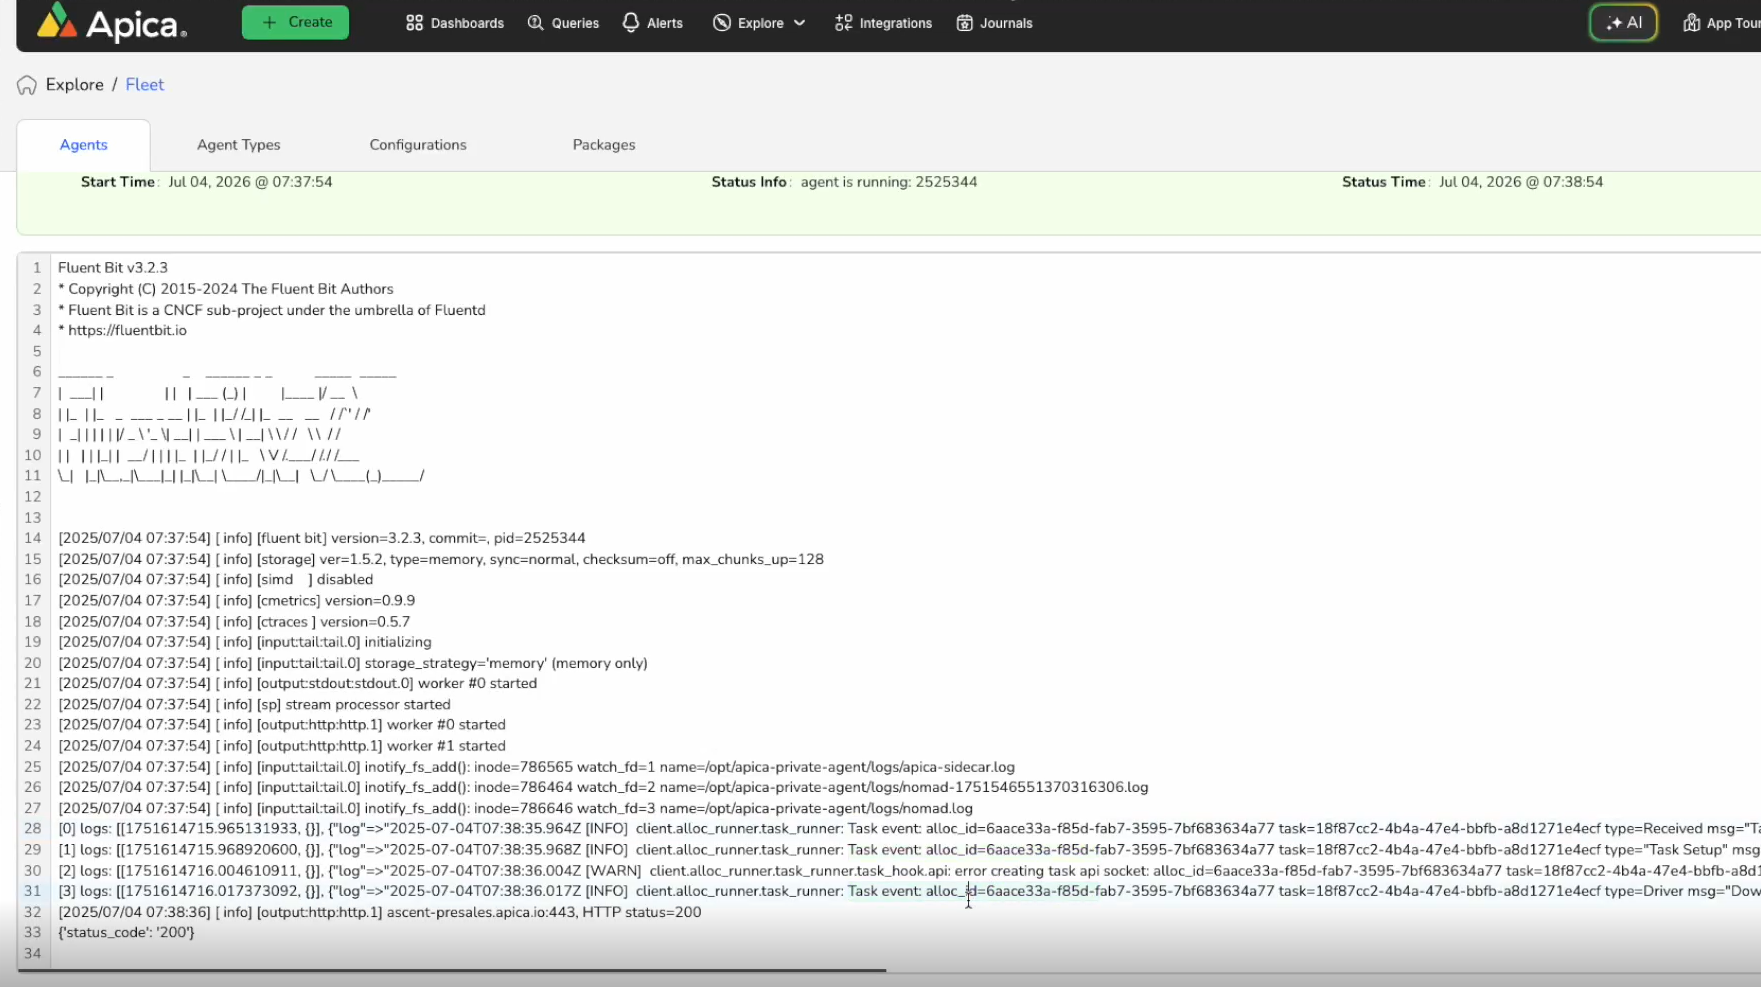 Apica
+ Create
Dashboards
Queries
Alerts
Explore
Integrations
Journals
AI
App Tour
Explore / Fleet
Agents
Agent Types
Configurations
Packages
Start Time : Jul 04, 2026 @ 07:37:54
Status Info : agent is running: 2525344
Status Time : Jul 04, 2026 @ 07:38:54
1 Fluent Bit v3.2.3
2 * Copyright (C) 2015-2024 The Fluent Bit Authors
3 * Fluent Bit is a CNCF sub-project under the umbrella of Fluentd
4 * https://fluentbit.io
5
6
7
8
9
10
11
12
13
14 [2025/07/04 07:37:54] [ info] [fluent bit] version=3.2.3, commit=, pid=2525344
15 [2025/07/04 07:37:54] [ info] [storage] ver=1.5.2, type=memory, sync=normal, checksum=off, max_chunks_up=128
16 [2025/07/04 07:37:54] [ info] [simd    ] disabled
17 [2025/07/04 07:37:54] [ info] [cmetrics] version=0.9.9
18 [2025/07/04 07:37:54] [ info] [ctraces ] version=0.5.7
19 [2025/07/04 07:37:54] [ info] [input:tail:tail.0] initializing
20 [2025/07/04 07:37:54] [ info] [input:tail:tail.0] storage_strategy='memory' (memory only)
21 [2025/07/04 07:37:54] [ info] [output:stdout:stdout.0] worker #0 started
22 [2025/07/04 07:37:54] [ info] [sp] stream processor started
23 [2025/07/04 07:37:54] [ info] [output:http:http.1] worker #0 started
24 [2025/07/04 07:37:54] [ info] [output:http:http.1] worker #1 started
25 [2025/07/04 07:37:54] [ info] [input:tail:tail.0] inotify_fs_add(): inode=786565 watch_fd=1 name=/opt/apica-private-agent/logs/apica-sidecar.log
26 [2025/07/04 07:37:54] [ info] [input:tail:tail.0] inotify_fs_add(): inode=786464 watch_fd=2 name=/opt/apica-private-agent/logs/nomad-1751546551370316306.log
27 [2025/07/04 07:37:54] [ info] [input:tail:tail.0] inotify_fs_add(): inode=786646 watch_fd=3 name=/opt/apica-private-agent/logs/nomad.log
28 [0] logs: [[1751614715.965131933, {}], {"log"=>"2025-07-04T07:38:35.964Z [INFO]  client.alloc_runner.task_runner: Task event: alloc_id=6aace33a-f85d-fab7-3595-7bf683634a77 task=18f87cc2-4b4a-47e4-bbfb-a8d1271e4ecf type=Received msg="Ta
29 [1] logs: [[1751614715.968920600, {}], {"log"=>"2025-07-04T07:38:35.968Z [INFO]  client.alloc_runner.task_runner: Task event: alloc_id=6aace33a-f85d-fab7-3595-7bf683634a77 task=18f87cc2-4b4a-47e4-bbfb-a8d1271e4ecf type="Task Setup" msg
30 [2] logs: [[1751614716.004610911, {}], {"log"=>"2025-07-04T07:38:36.004Z [WARN]  client.alloc_runner.task_runner.task_hook.api: error creating task api socket: alloc_id=6aace33a-f85d-fab7-3595-7bf683634a77 task=18f87cc2-4b4a-47e4-bbfb-a8d1
31 [3] logs: [[1751614716.017373092, {}], {"log"=>"2025-07-04T07:38:36.017Z [INFO]  client.alloc_runner.task_runner: Task event: alloc_id=6aace33a-f85d-fab7-3595-7bf683634a77 task=18f87cc2-4b4a-47e4-bbfb-a8d1271e4ecf type=Driver msg="Dow
32 [2025/07/04 07:38:36] [ info] [output:http:http.1] ascent-presales.apica.io:443, HTTP status=200
33 {'status_code': '200'}
34